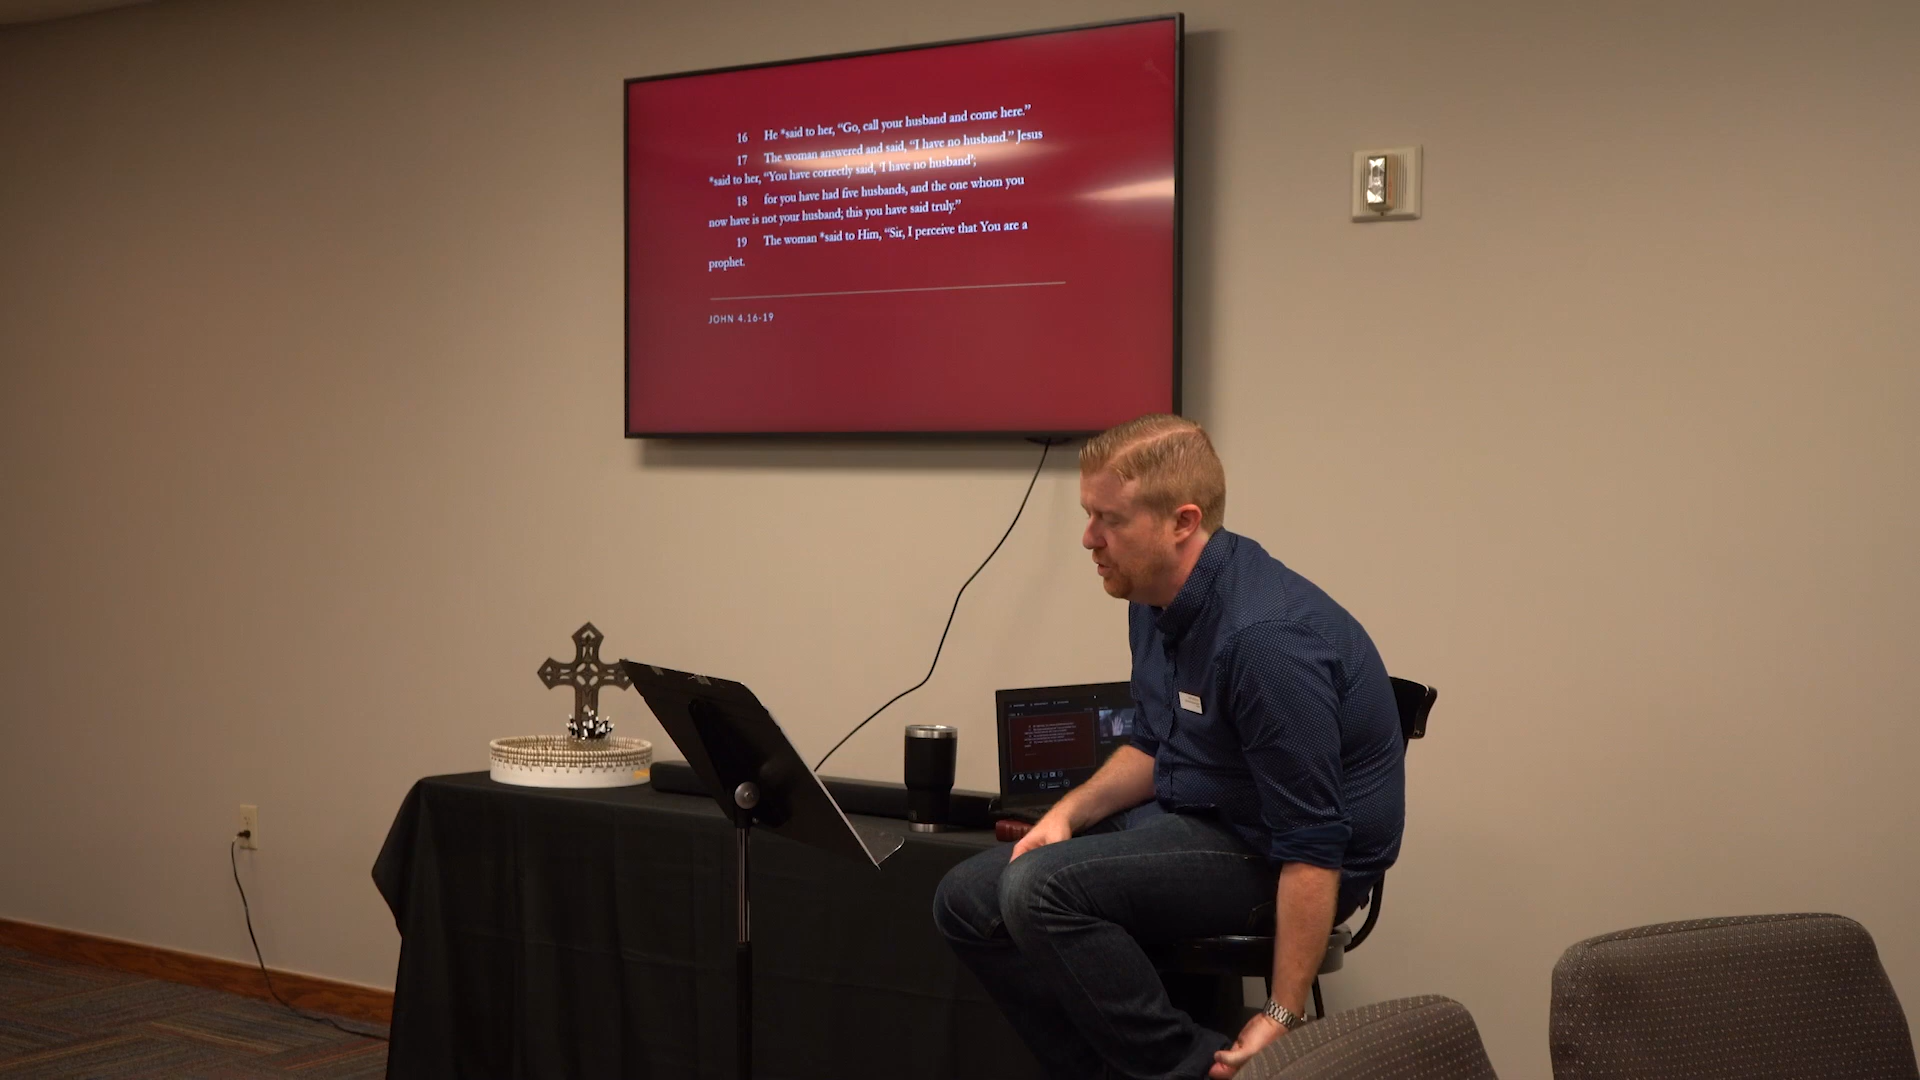 16 He *said to her, “Go, call your husband and come here.”
17 The woman answered and said, “I have no husband.” Jesus
*said to her, “You have correctly said, ‘I have no husband’;
18 for you have had five husbands, and the one whom you
now have is not your husband; this you have said truly.”
19 The woman *said to Him, “Sir, I perceive that You are a
prophet.
JOHN 4.16-19